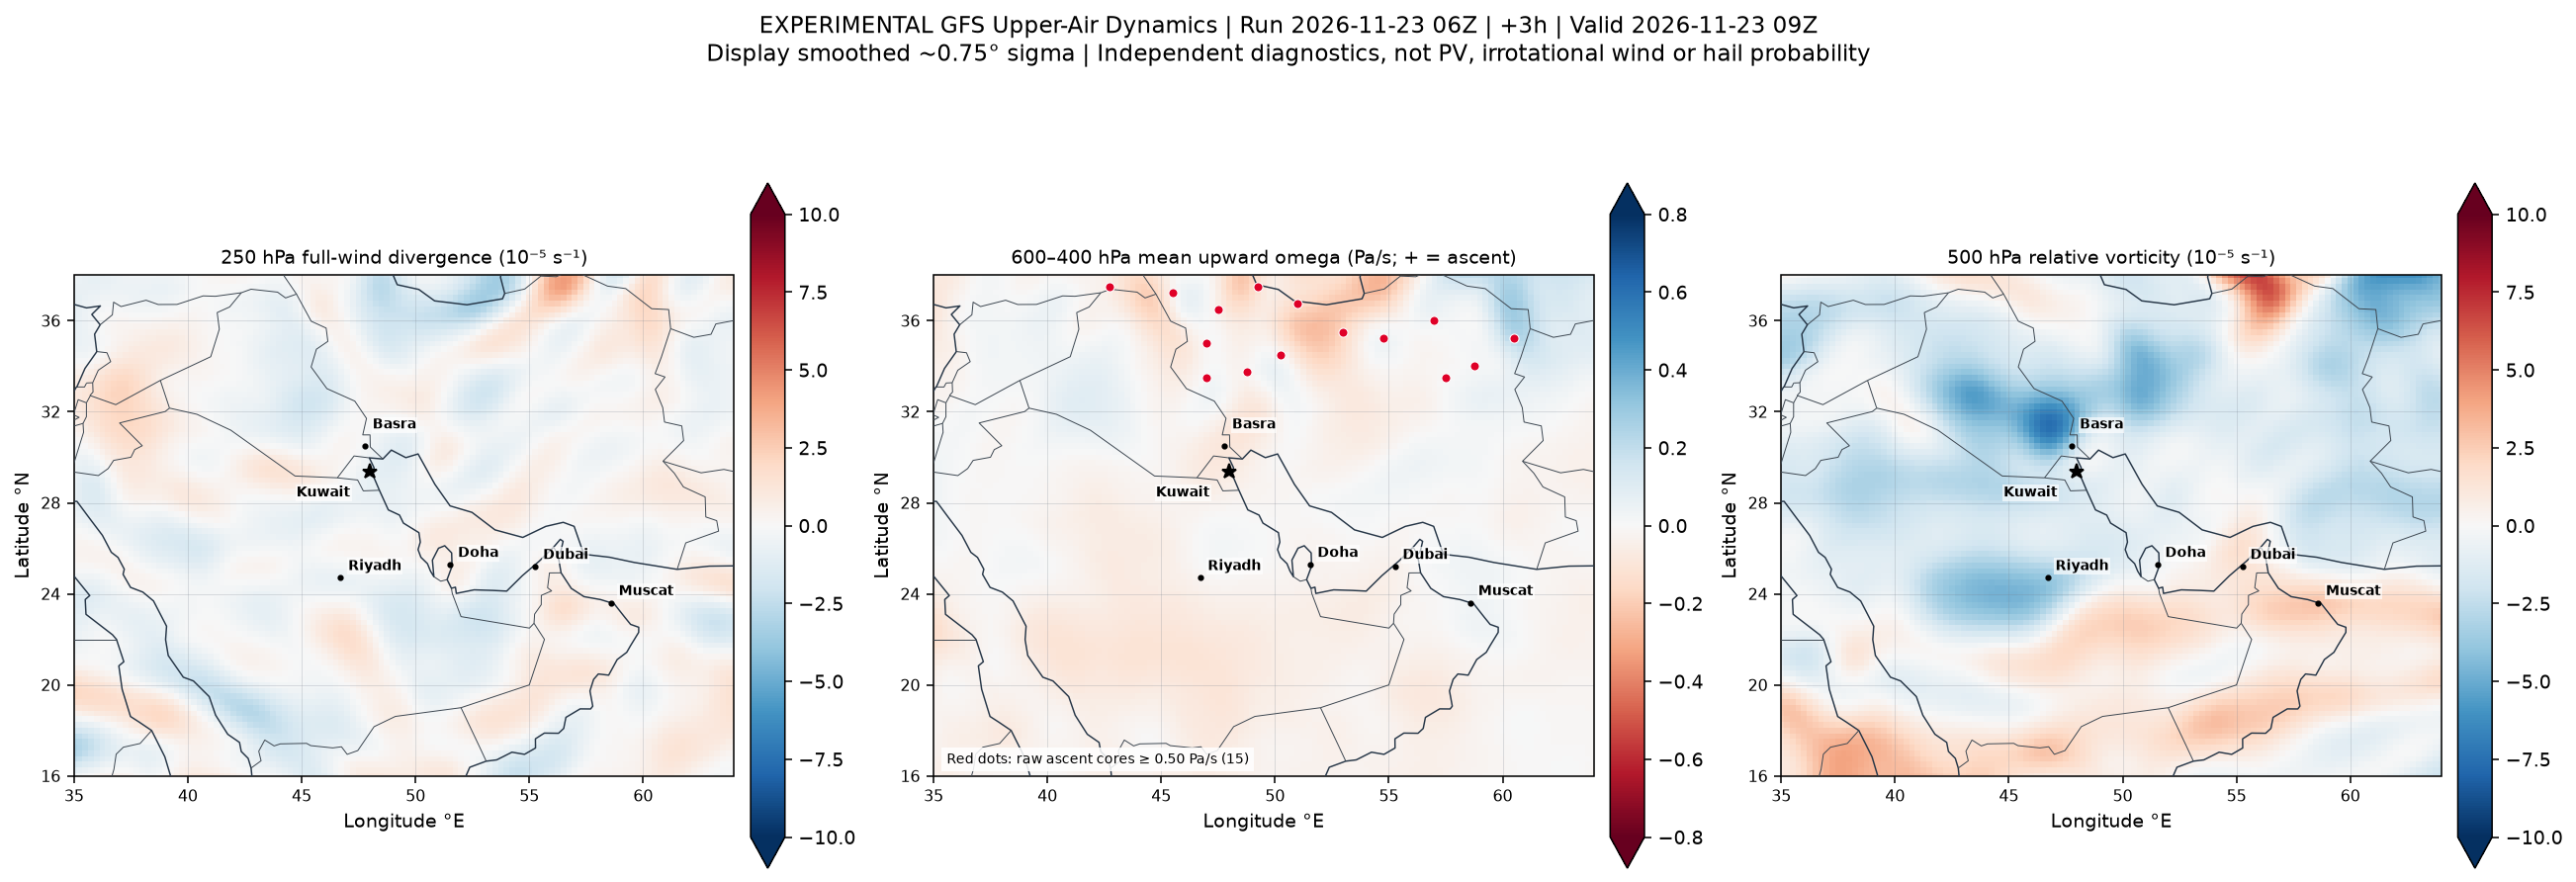 EXPERIMENTAL GFS Upper-Air Dynamics | Run 2026-11-23 06Z | +3h | Valid 2026-11-23 09Z
Display smoothed ~0.75° sigma | Independent diagnostics, not PV, irrotational wind or hail probability
250 hPa full-wind divergence (10⁻⁵ s⁻¹)
36
32
28
24
20
16
Latitude °N
35
40
45
50
55
60
Longitude °E
Basra
Kuwait
Riyadh
Doha
Dubai
Muscat
10.0
7.5
5.0
2.5
0.0
−2.5
−5.0
−7.5
−10.0
600–400 hPa mean upward omega (Pa/s; + = ascent)
36
32
28
24
20
16
Latitude °N
35
40
45
50
55
60
Longitude °E
Basra
Kuwait
Riyadh
Doha
Dubai
Muscat
Red dots: raw ascent cores ≥ 0.50 Pa/s (15)
0.8
0.6
0.4
0.2
0.0
−0.2
−0.4
−0.6
−0.8
500 hPa relative vorticity (10⁻⁵ s⁻¹)
36
32
28
24
20
16
Latitude °N
35
40
45
50
55
60
Longitude °E
Basra
Kuwait
Riyadh
Doha
Dubai
Muscat
10.0
7.5
5.0
2.5
0.0
−2.5
−5.0
−7.5
−10.0